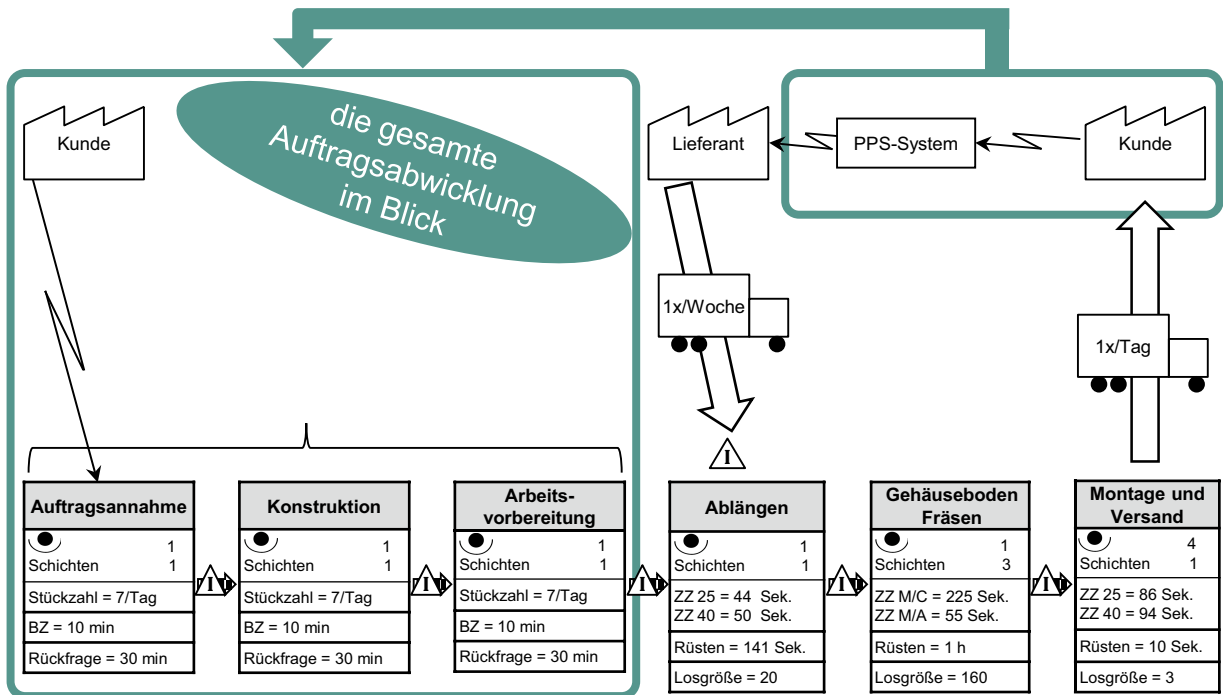 die gesamte
Auftragsabwicklung
im Blick
Kunde
Lieferant
PPS-System
Kunde
1x/Woche
1x/Tag
I
Auftragsannahme
1
Schichten 1
Stückzahl = 7/Tag
BZ = 10 min
Rückfrage = 30 min
I
Konstruktion
1
Schichten 1
Stückzahl = 7/Tag
BZ = 10 min
Rückfrage = 30 min
I
Arbeits-
vorbereitung
1
Schichten 1
Stückzahl = 7/Tag
BZ = 10 min
Rückfrage = 30 min
I
Ablängen
1
Schichten 1
ZZ 25 = 44 Sek.
ZZ 40 = 50 Sek.
Rüsten = 141 Sek.
Losgröße = 20
I
Gehäuseboden
Fräsen
1
Schichten 3
ZZ M/C = 225 Sek.
ZZ M/A = 55 Sek.
Rüsten = 1 h
Losgröße = 160
I
Montage und
Versand
4
Schichten 1
ZZ 25 = 86 Sek.
ZZ 40 = 94 Sek.
Rüsten = 10 Sek.
Losgröße = 3